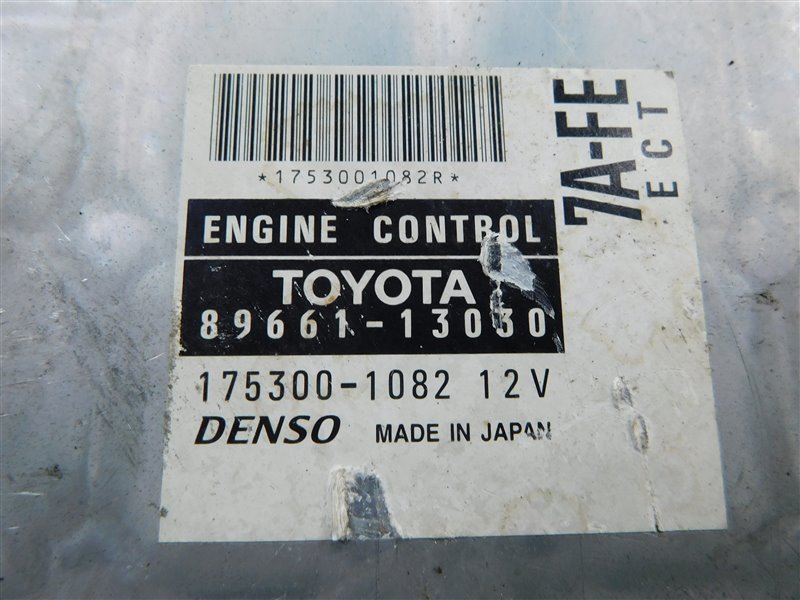 *1753001082R*
7A-FE
ECT
ENGINE CONTROL
TOYOTA
89661-13030
175300-1082 12V
DENSO MADE IN JAPAN